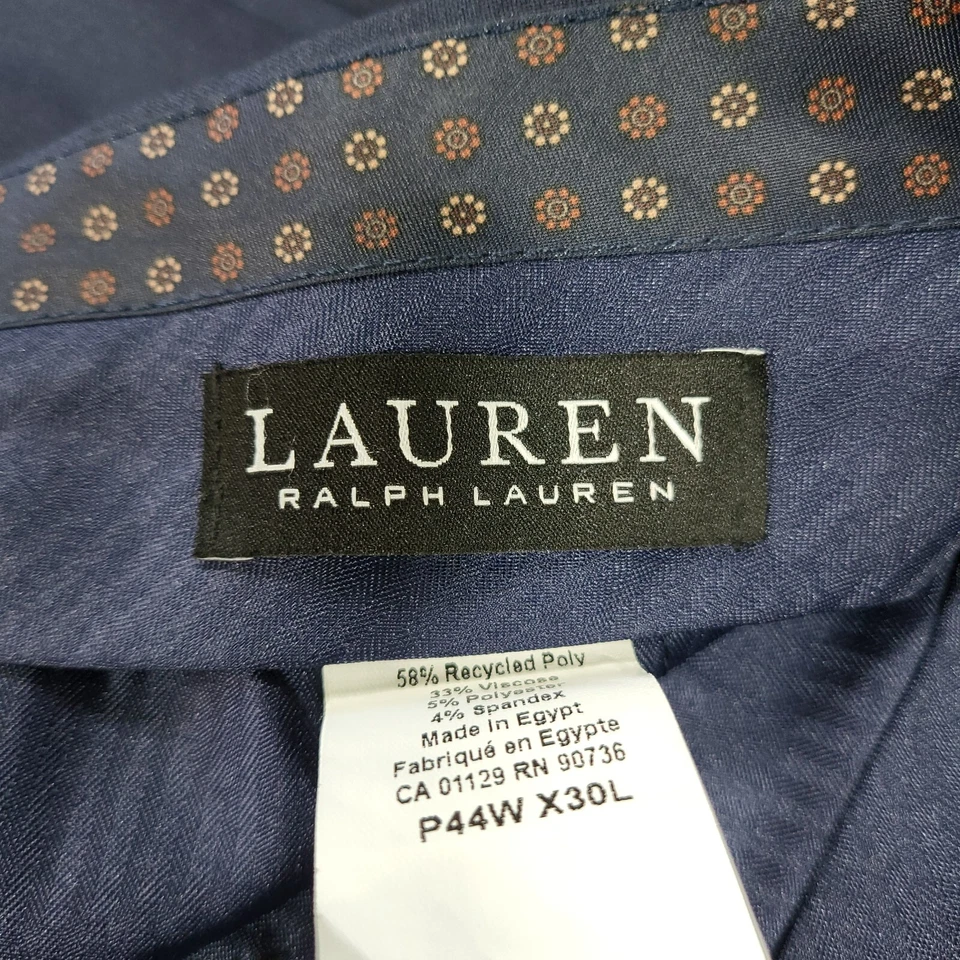 LAUREN
RALPH LAUREN
58% Recycled Poly
33% Viscose
5% Polyester
4% Spandex
Made In Egypt
Fabriqué en Egypte
CA 01129 RN 90736
P44W X30L